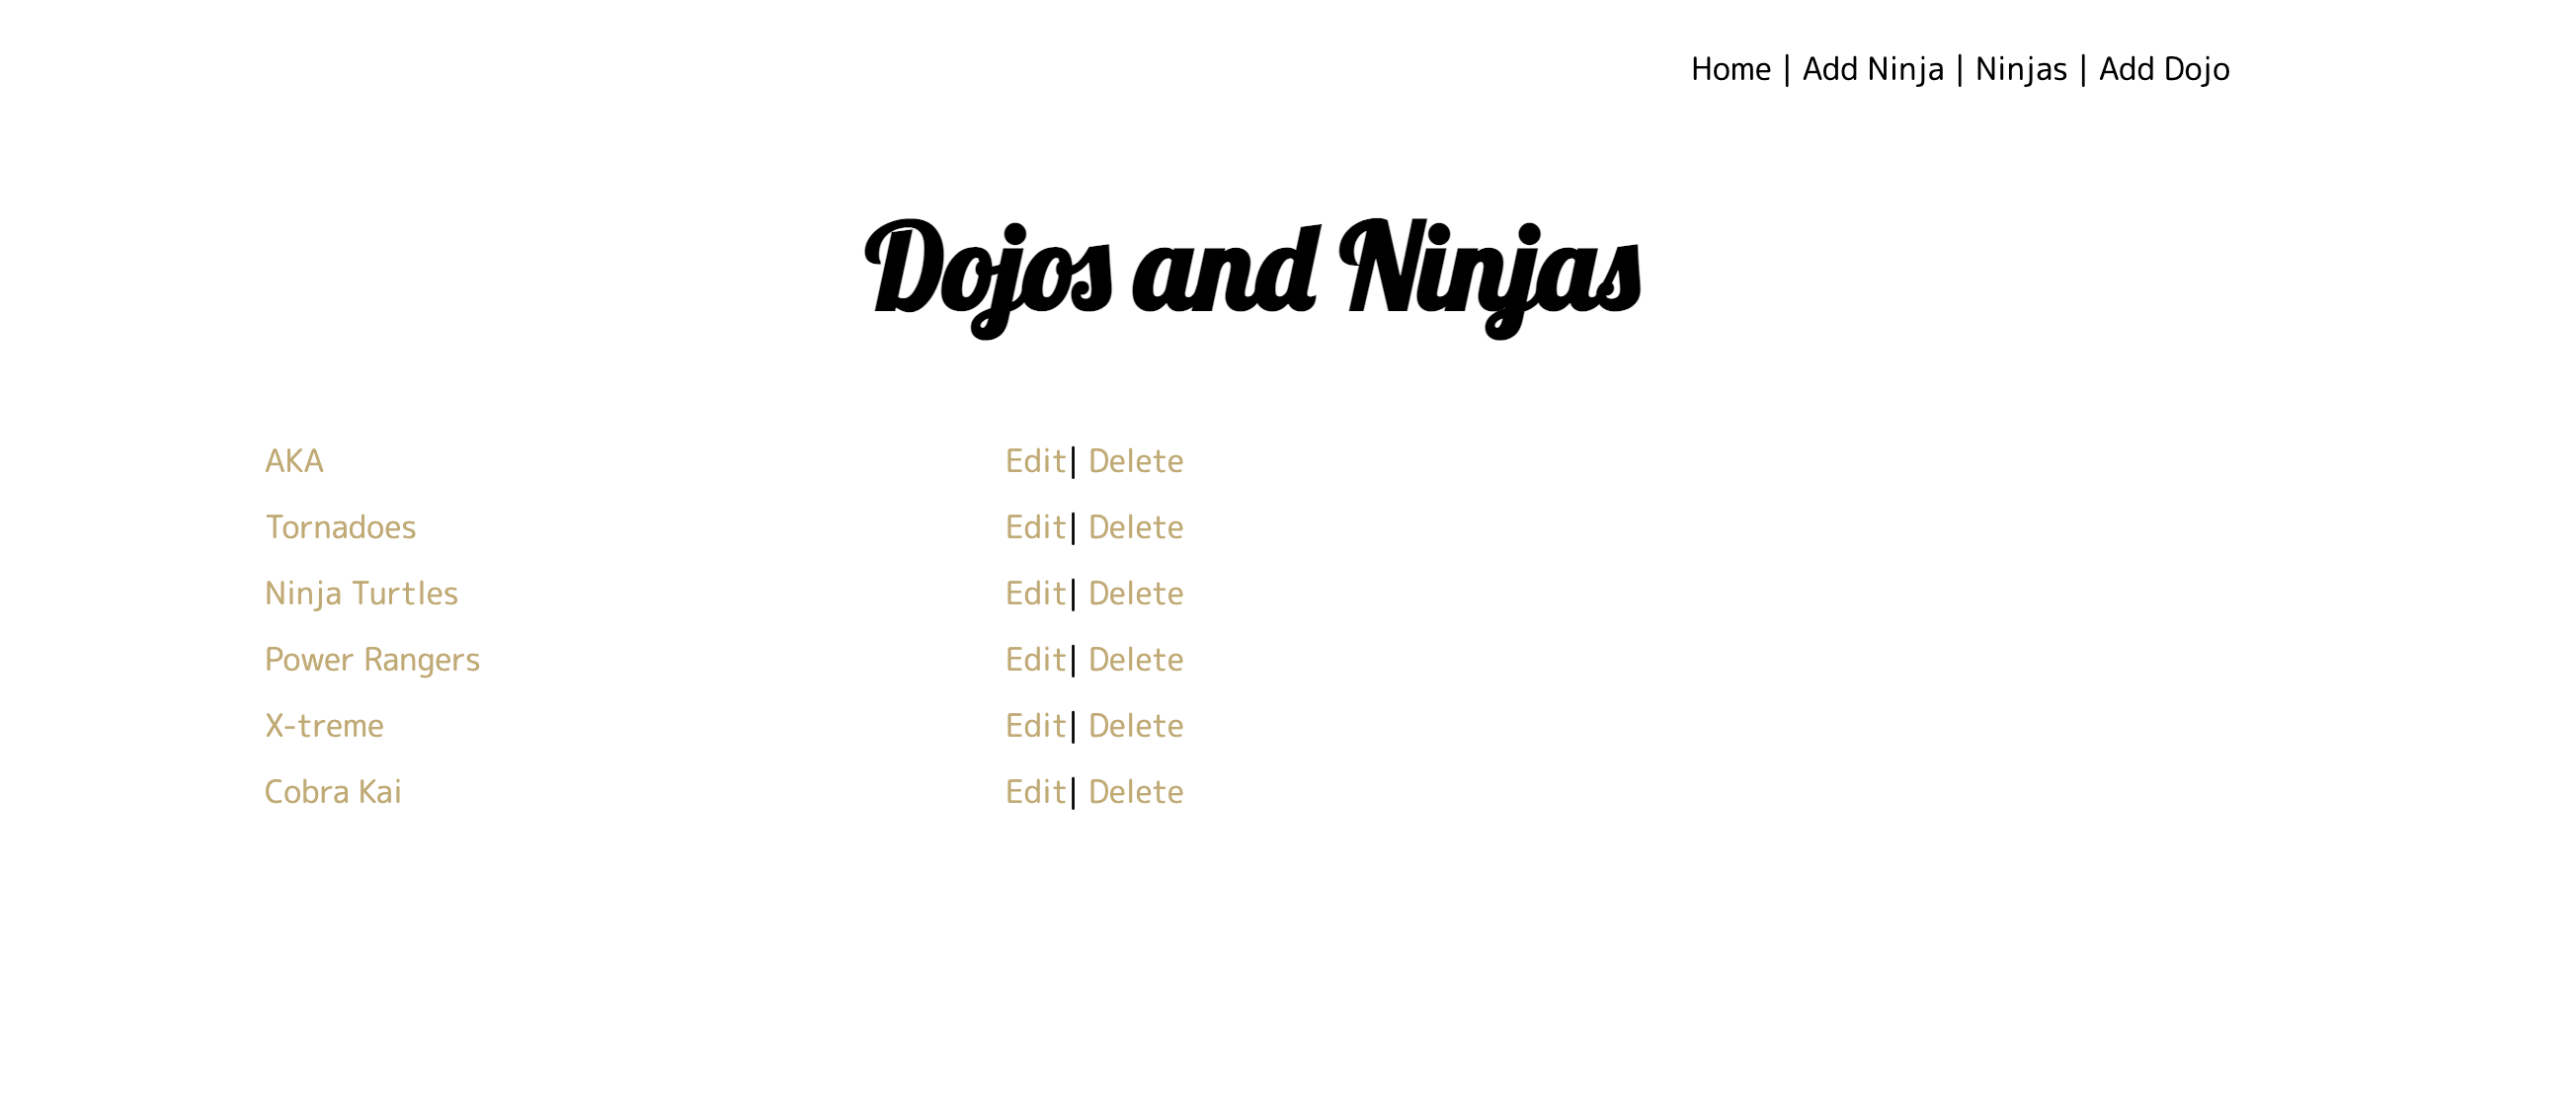 Home | Add Ninja | Ninjas | Add Dojo
Dojos and Ninjas
AKA Edit| Delete
Tornadoes Edit| Delete
Ninja Turtles Edit| Delete
Power Rangers Edit| Delete
X-treme Edit| Delete
Cobra Kai Edit| Delete